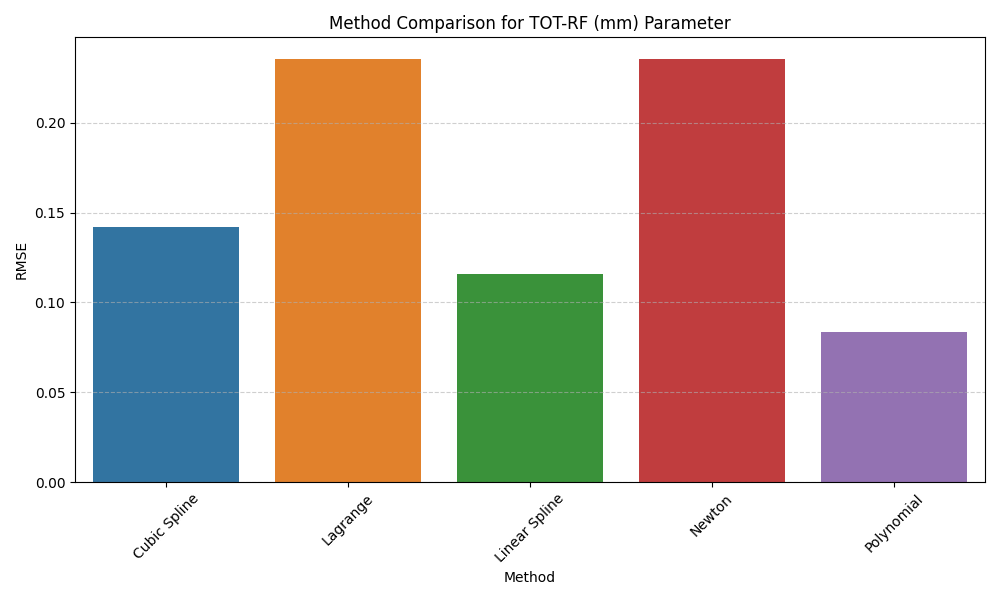 Method Comparison for TOT-RF (mm) Parameter
RMSE
0.20
0.15
0.10
0.05
0.00
Cubic Spline
Lagrange
Linear Spline
Newton
Polynomial
Method